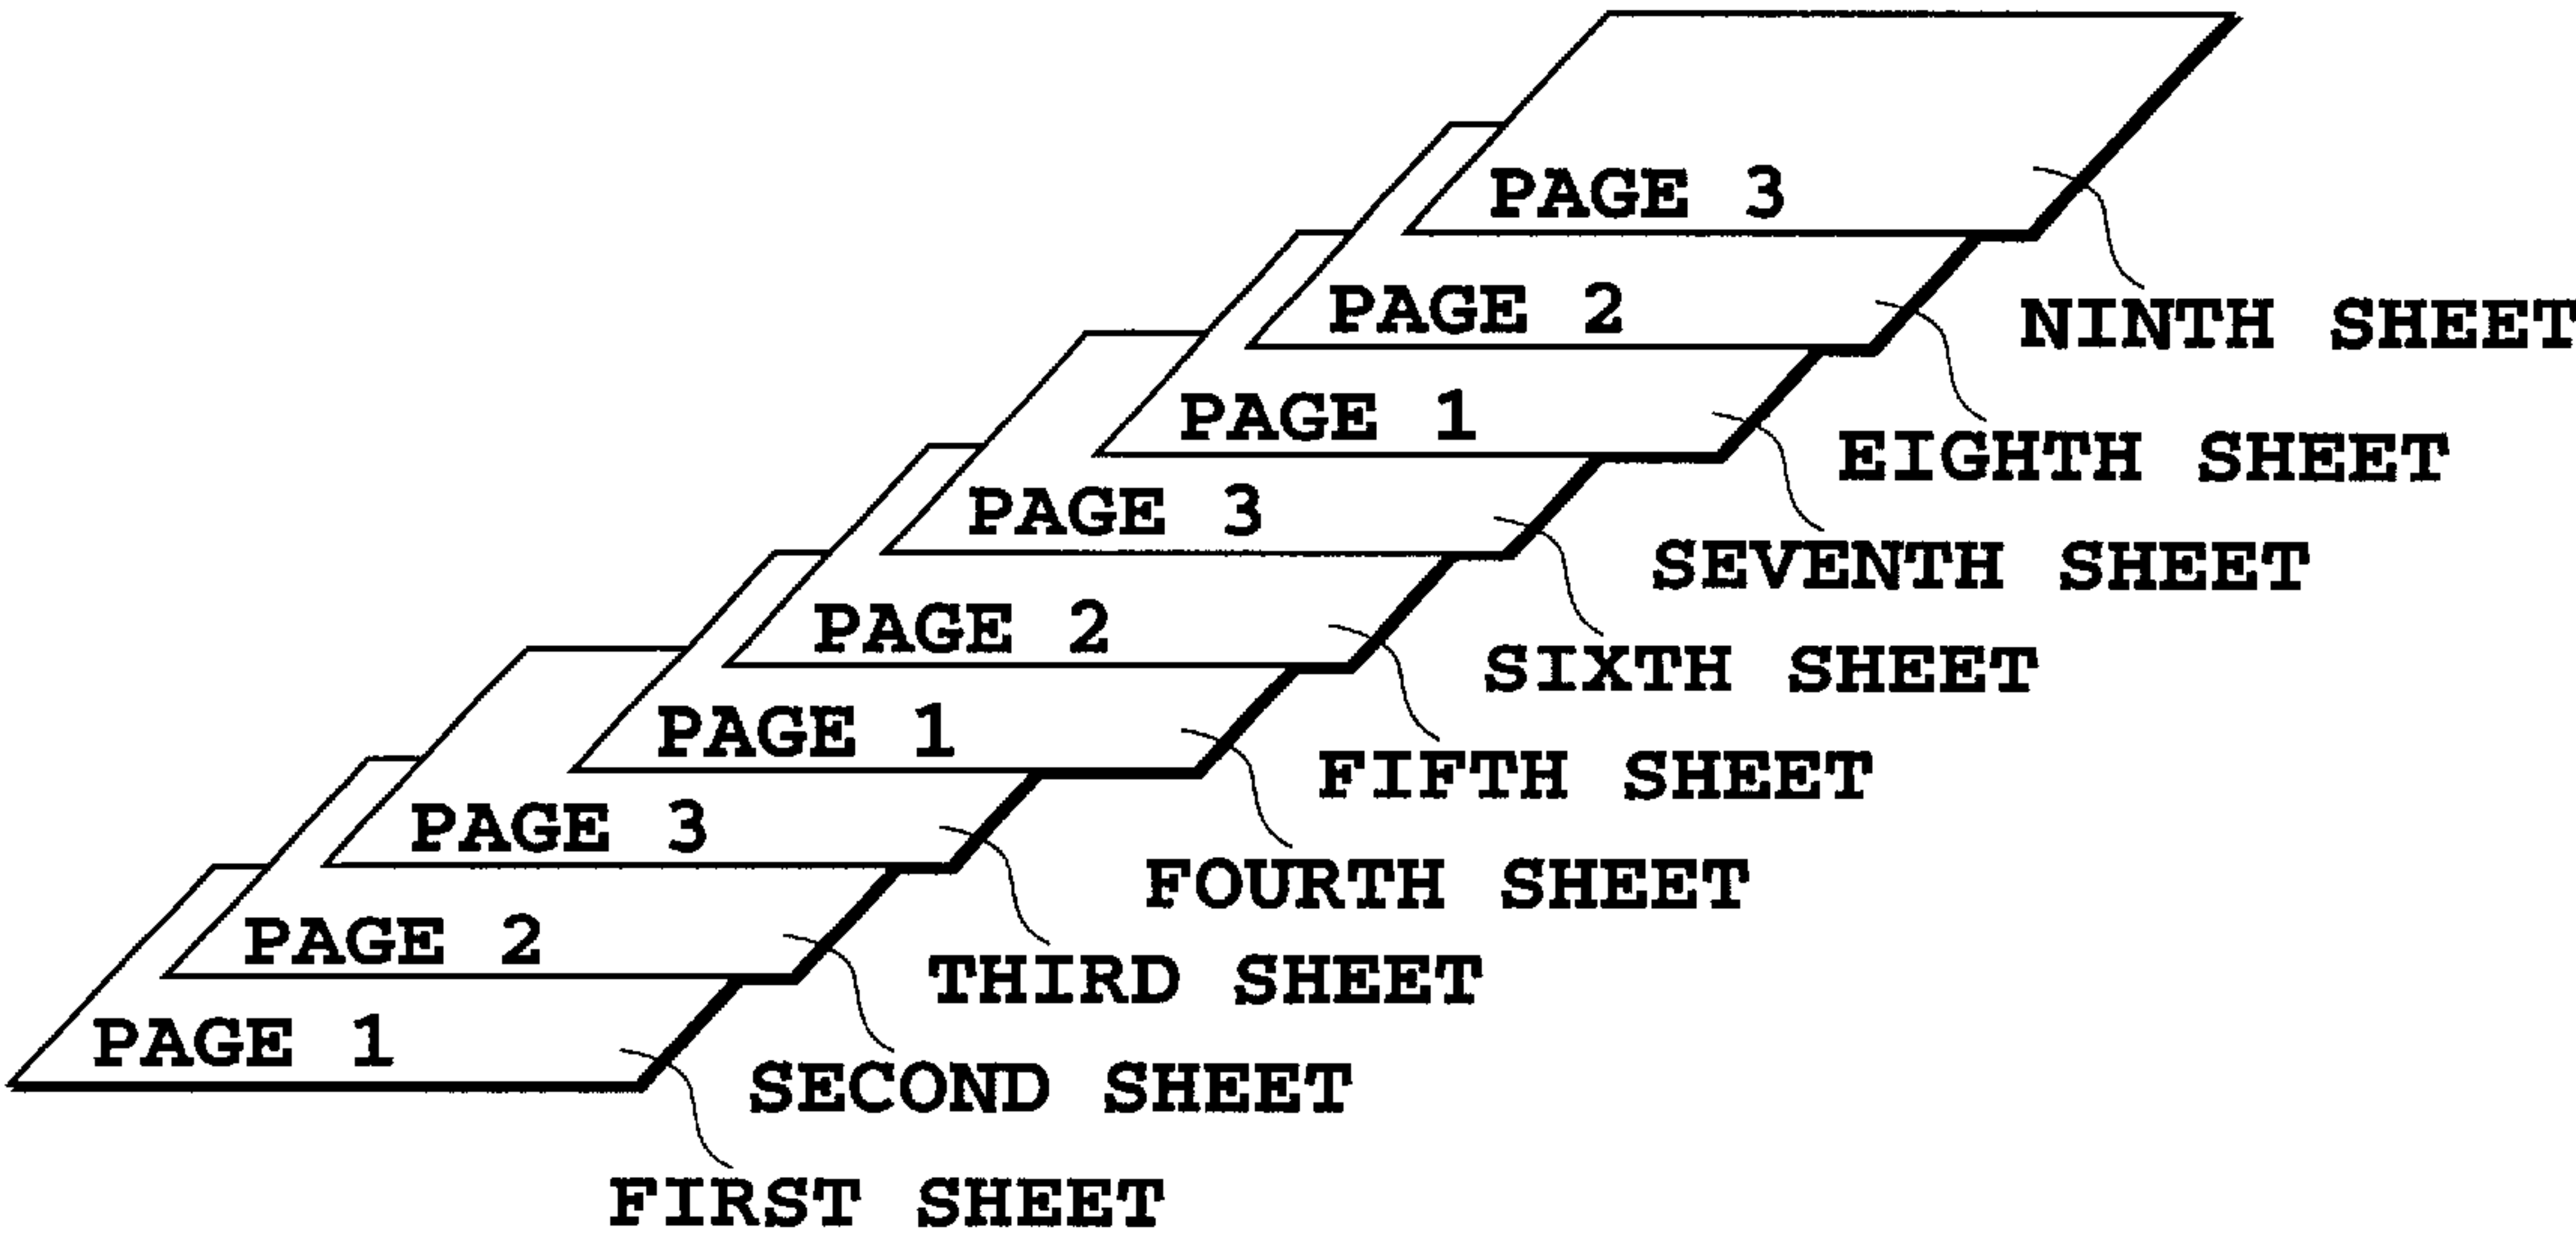 PAGE 3
NINTH SHEET
PAGE 2
EIGHTH SHEET
PAGE 1
SEVENTH SHEET
PAGE 3
SIXTH SHEET
PAGE 2
FIFTH SHEET
PAGE 1
FOURTH SHEET
PAGE 3
THIRD SHEET
PAGE 2
SECOND SHEET
PAGE 1
FIRST SHEET